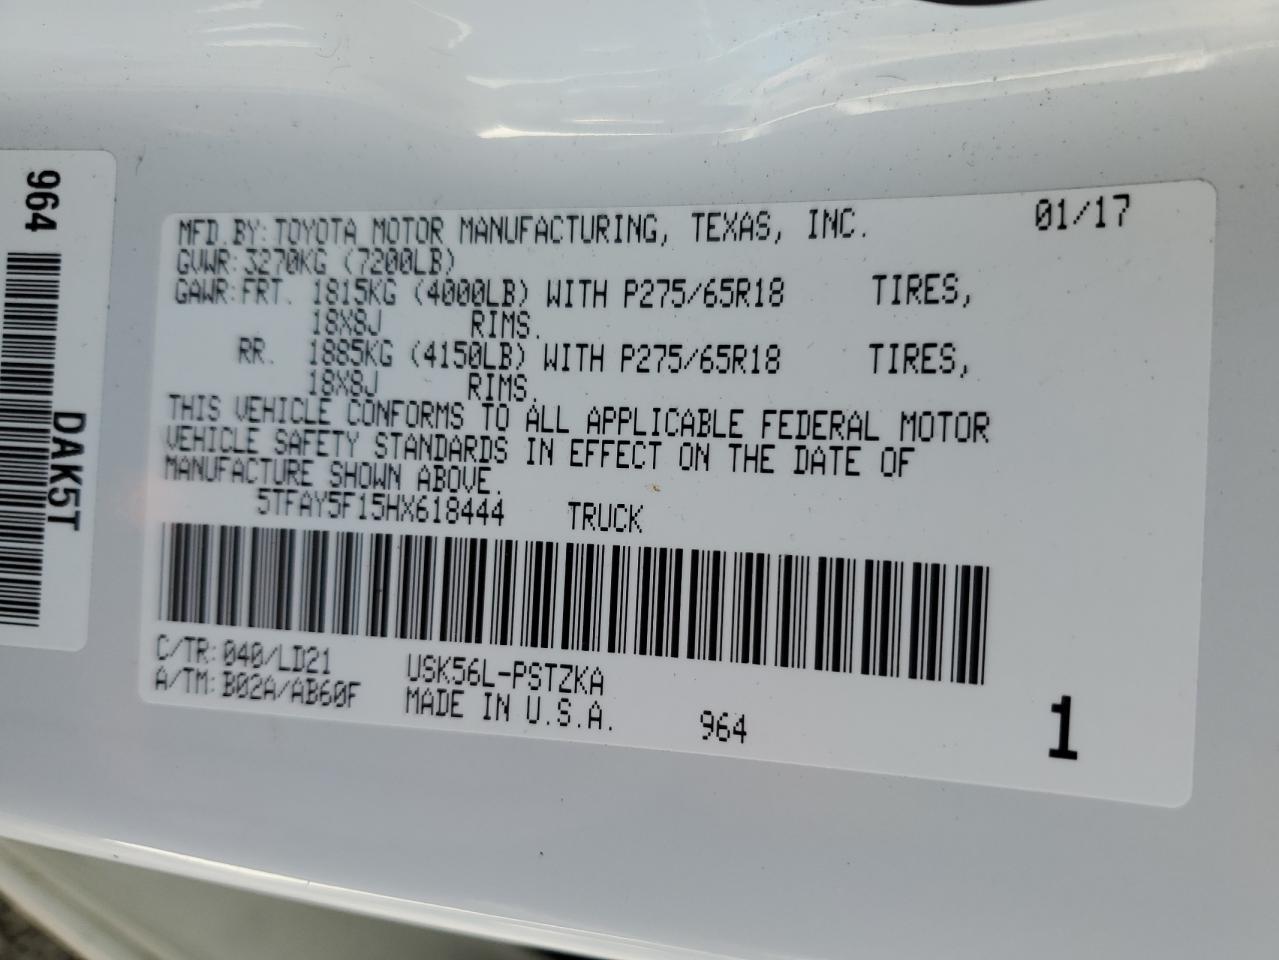 964
DAK5T
MFD.BY:TOYOTA MOTOR MANUFACTURING, TEXAS, INC. 01/17
GVWR:3270KG (7200LB)
GAWR:FRT. 1815KG (4000LB) WITH P275/65R18 TIRES,
18X8J RIMS.
RR. 1885KG (4150LB) WITH P275/65R18 TIRES,
18X8J RIMS.
THIS VEHICLE CONFORMS TO ALL APPLICABLE FEDERAL MOTOR
VEHICLE SAFETY STANDARDS IN EFFECT ON THE DATE OF
MANUFACTURE SHOWN ABOVE.
5TFAY5F15HX618444 TRUCK
C/TR:040/LD21 USK56L-PSTZKA
A/TM:B02A/AB60F MADE IN U.S.A. 964
1